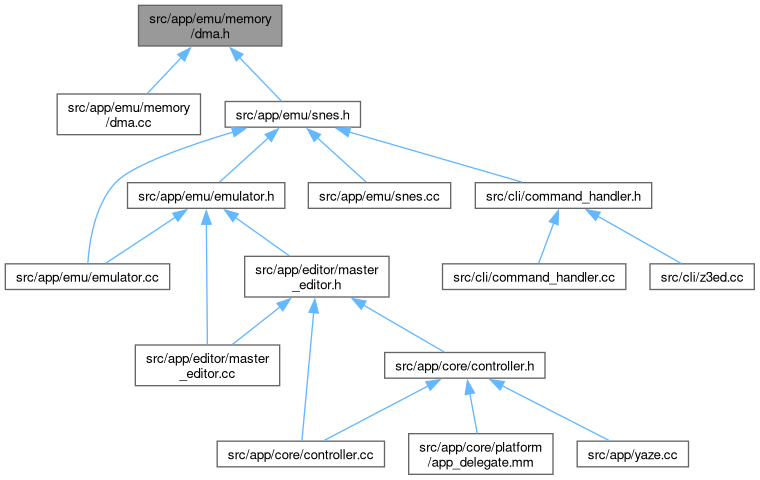 src/app/emu/memory
/dma.h
src/app/emu/memory
/dma.cc
src/app/emu/snes.h
src/app/emu/emulator.h
src/app/emu/snes.cc
src/cli/command_handler.h
src/app/emu/emulator.cc
src/app/editor/master
_editor.h
src/cli/command_handler.cc
src/cli/z3ed.cc
src/app/editor/master
_editor.cc
src/app/core/controller.h
src/app/core/controller.cc
src/app/core/platform
/app_delegate.mm
src/app/yaze.cc